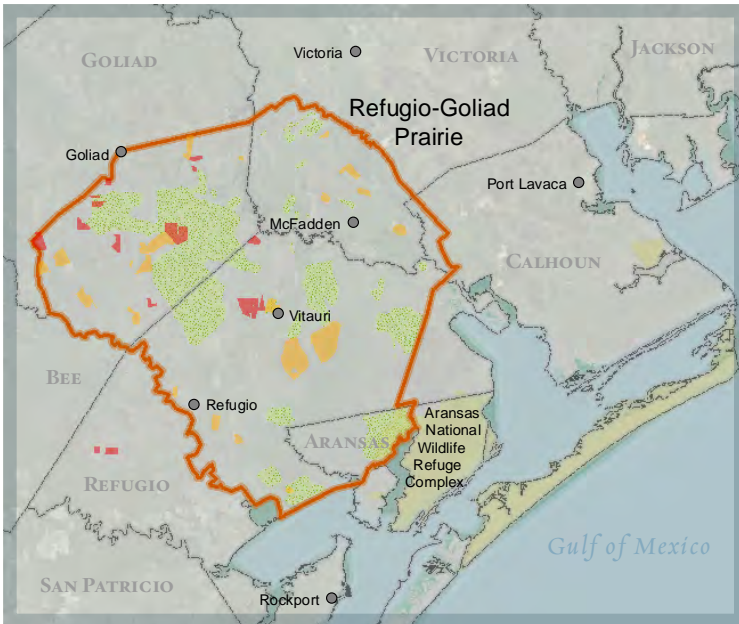 Victoria
GOLIAD
VICTORIA
JACKSON
Refugio-Goliad
Prairie
Goliad
Port Lavaca
McFadden
CALHOUN
Vitauri
BEE
Refugio
Aransas
National
Wildlife
Refuge
Complex
ARANSAS
REFUGIO
Gulf of Mexico
SAN PATRICIO
Rockport